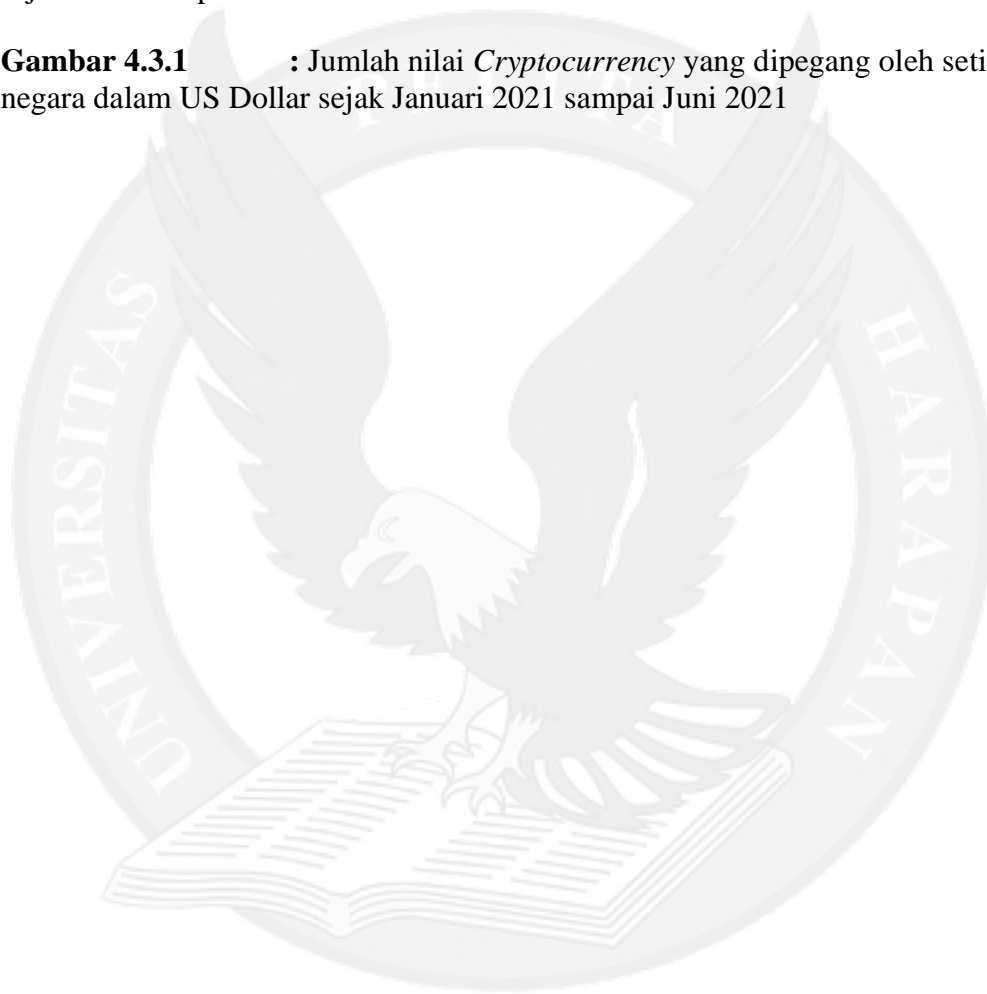 Gambar 4.3.1 : Jumlah nilai Cryptocurrency yang dipegang oleh seti
negara dalam US Dollar sejak Januari 2021 sampai Juni 2021
UNIVERSITAS PELITA HARAPAN